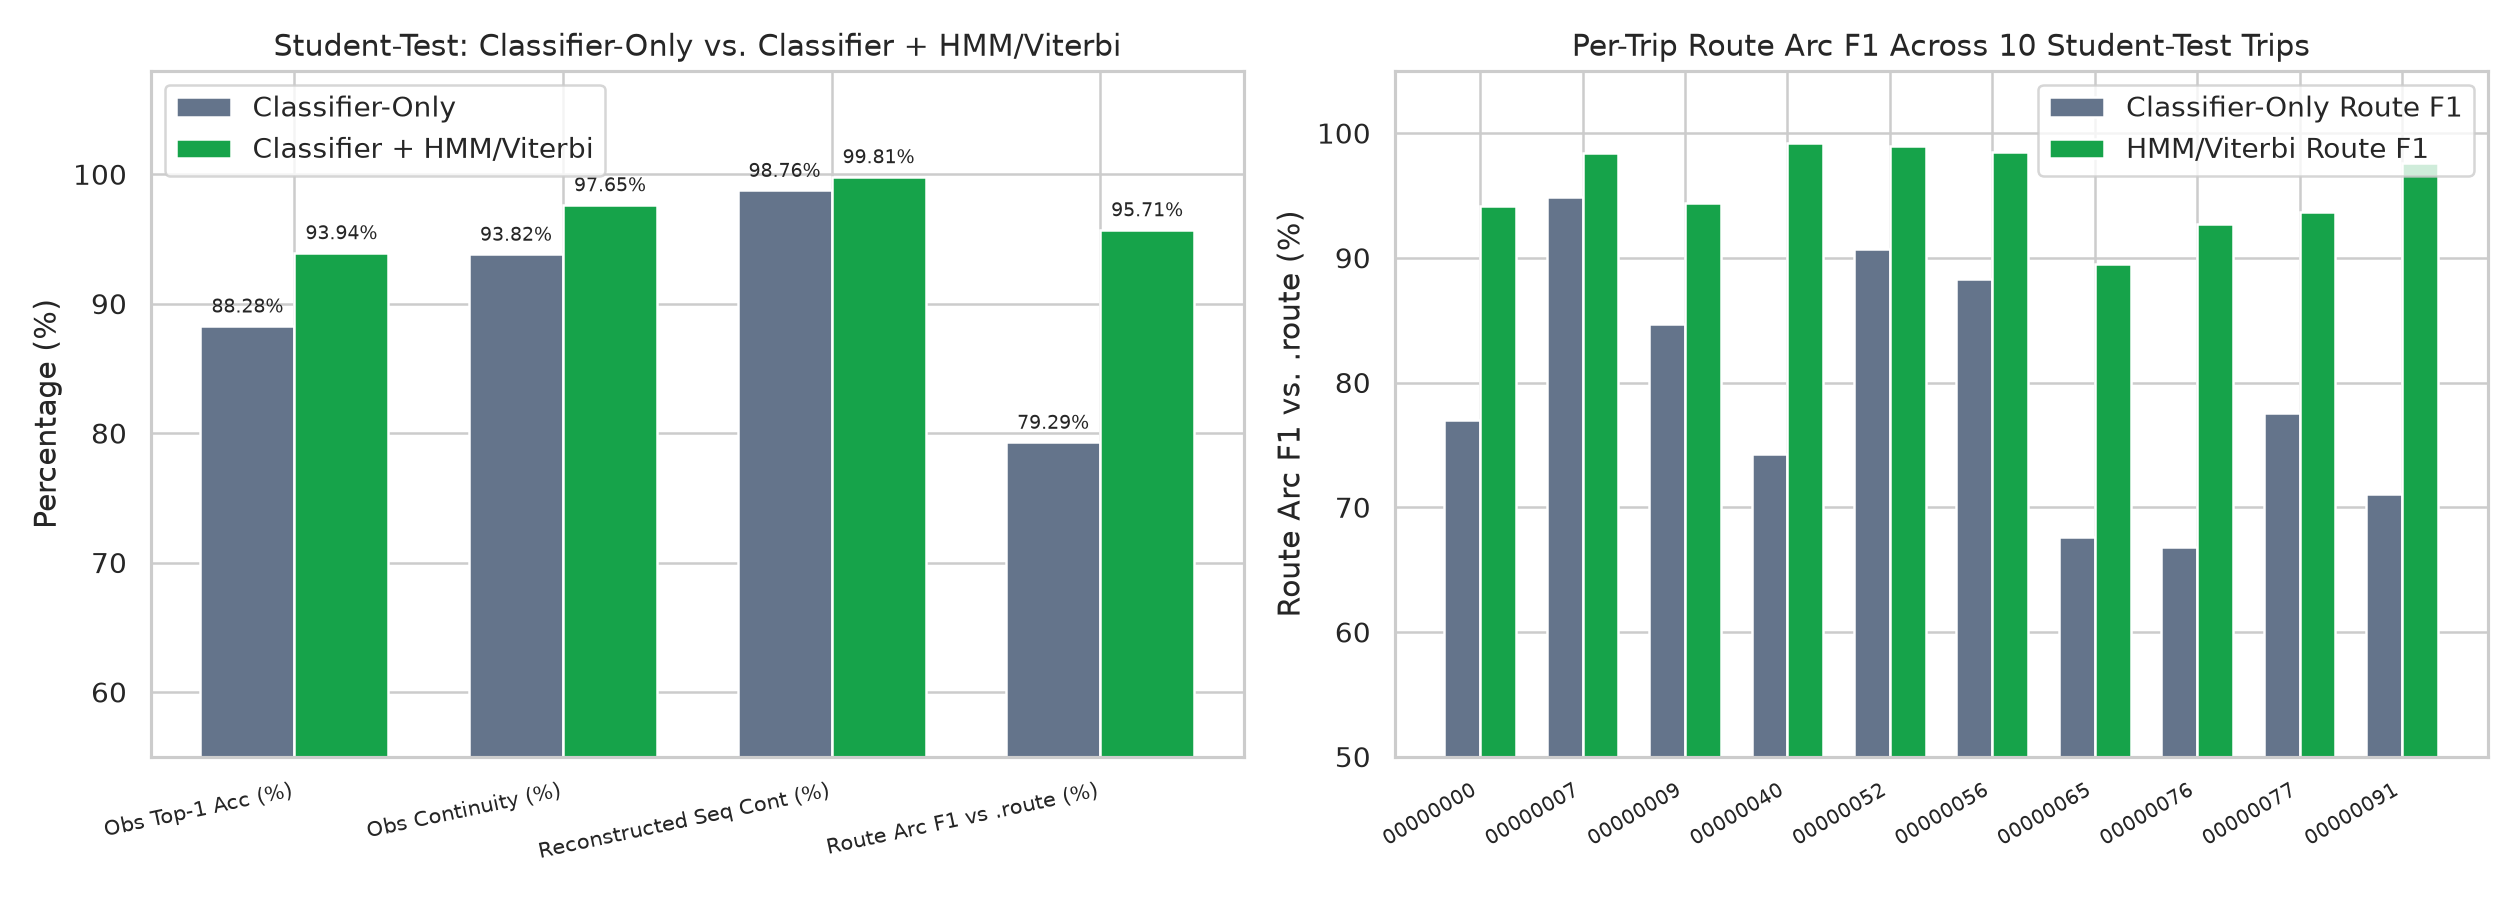 Student-Test: Classifier-Only vs. Classifier + HMM/Viterbi
Classifier-Only
Classifier + HMM/Viterbi
Percentage (%)
100
90
80
70
60
88.28%
93.94%
93.82%
97.65%
98.76%
99.81%
79.29%
95.71%
Obs Top-1 Acc (%)
Obs Continuity (%)
Reconstructed Seq Cont (%)
Route Arc F1 vs .route (%)
Per-Trip Route Arc F1 Across 10 Student-Test Trips
Classifier-Only Route F1
HMM/Viterbi Route F1
Route Arc F1 vs. .route (%)
100
90
80
70
60
50
00000000
00000007
00000009
00000040
00000052
00000056
00000065
00000076
00000077
00000091